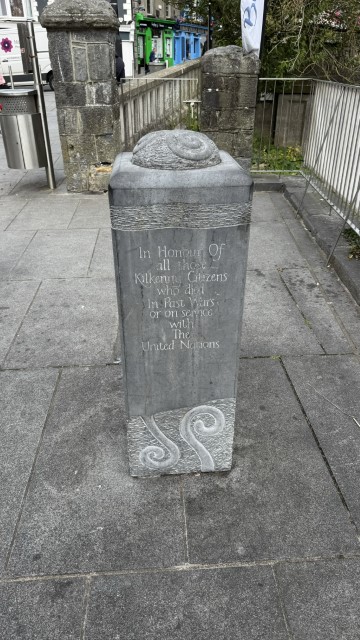 In Honour Of
all those
Kilkenny Citizens
who died
In Past Wars
or on service
with
The
United Nations